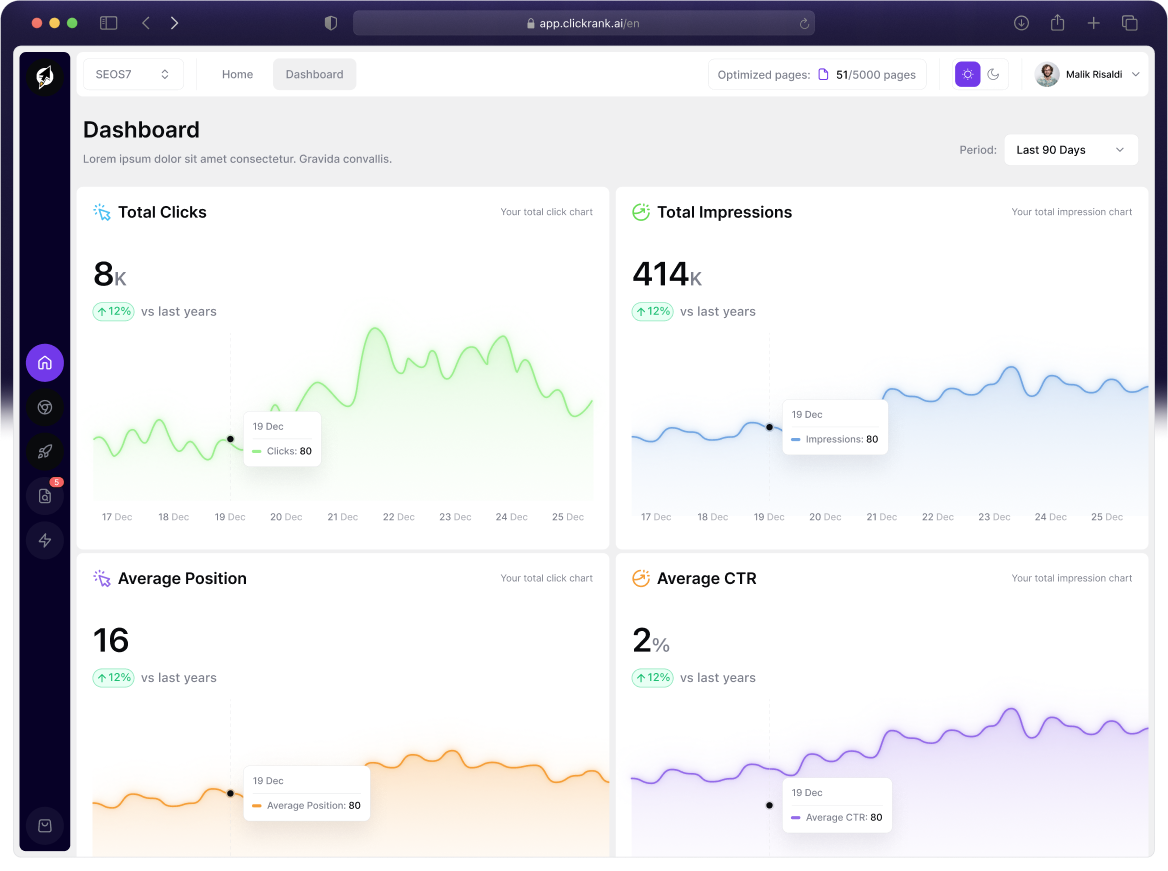 app.clickrank.ai/en
SEOS7
Home
Dashboard
Optimized pages: 51/5000 pages
Malik Risaldi
Dashboard
Lorem ipsum dolor sit amet consectetur. Gravida convallis.
Period: Last 90 Days
Total Clicks
Your total click chart
8K
12% vs last years
19 Dec
Clicks: 80
17 Dec 18 Dec 19 Dec 20 Dec 21 Dec 22 Dec 23 Dec 24 Dec 25 Dec
Total Impressions
Your total impression chart
414K
12% vs last years
19 Dec
Impressions: 80
17 Dec 18 Dec 19 Dec 20 Dec 21 Dec 22 Dec 23 Dec 24 Dec 25 Dec
5
Average Position
Your total click chart
16
12% vs last years
19 Dec
Average Position: 80
Average CTR
Your total impression chart
2%
12% vs last years
19 Dec
Average CTR: 80